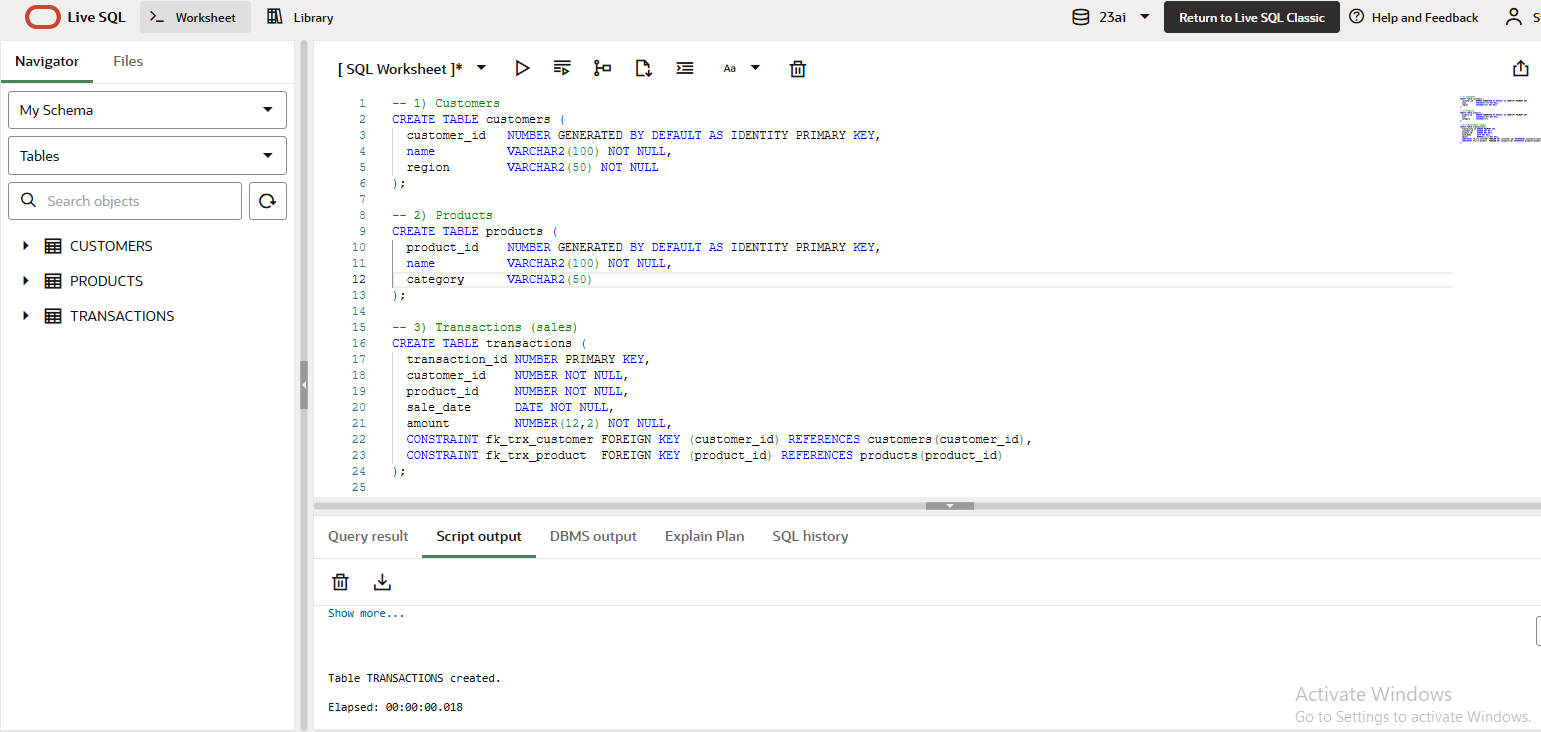 Live SQL
Worksheet
Library
23ai
Return to Live SQL Classic
Help and Feedback
Navigator
Files
My Schema
Tables
Search objects
CUSTOMERS
PRODUCTS
TRANSACTIONS
[ SQL Worksheet ]*
Aa
1 -- 1) Customers
2 CREATE TABLE customers (
3 customer_id NUMBER GENERATED BY DEFAULT AS IDENTITY PRIMARY KEY,
4 name VARCHAR2(100) NOT NULL,
5 region VARCHAR2(50) NOT NULL
6 );
7
8 -- 2) Products
9 CREATE TABLE products (
10 product_id NUMBER GENERATED BY DEFAULT AS IDENTITY PRIMARY KEY,
11 name VARCHAR2(100) NOT NULL,
12 category VARCHAR2(50)
13 );
14
15 -- 3) Transactions (sales)
16 CREATE TABLE transactions (
17 transaction_id NUMBER PRIMARY KEY,
18 customer_id NUMBER NOT NULL,
19 product_id NUMBER NOT NULL,
20 sale_date DATE NOT NULL,
21 amount NUMBER(12,2) NOT NULL,
22 CONSTRAINT fk_trx_customer FOREIGN KEY (customer_id) REFERENCES customers(customer_id),
23 CONSTRAINT fk_trx_product FOREIGN KEY (product_id) REFERENCES products(product_id)
24 );
25
Query result
Script output
DBMS output
Explain Plan
SQL history
Show more...
Table TRANSACTIONS created.
Elapsed: 00:00:00.018
Activate Windows
Go to Settings to activate Windows.